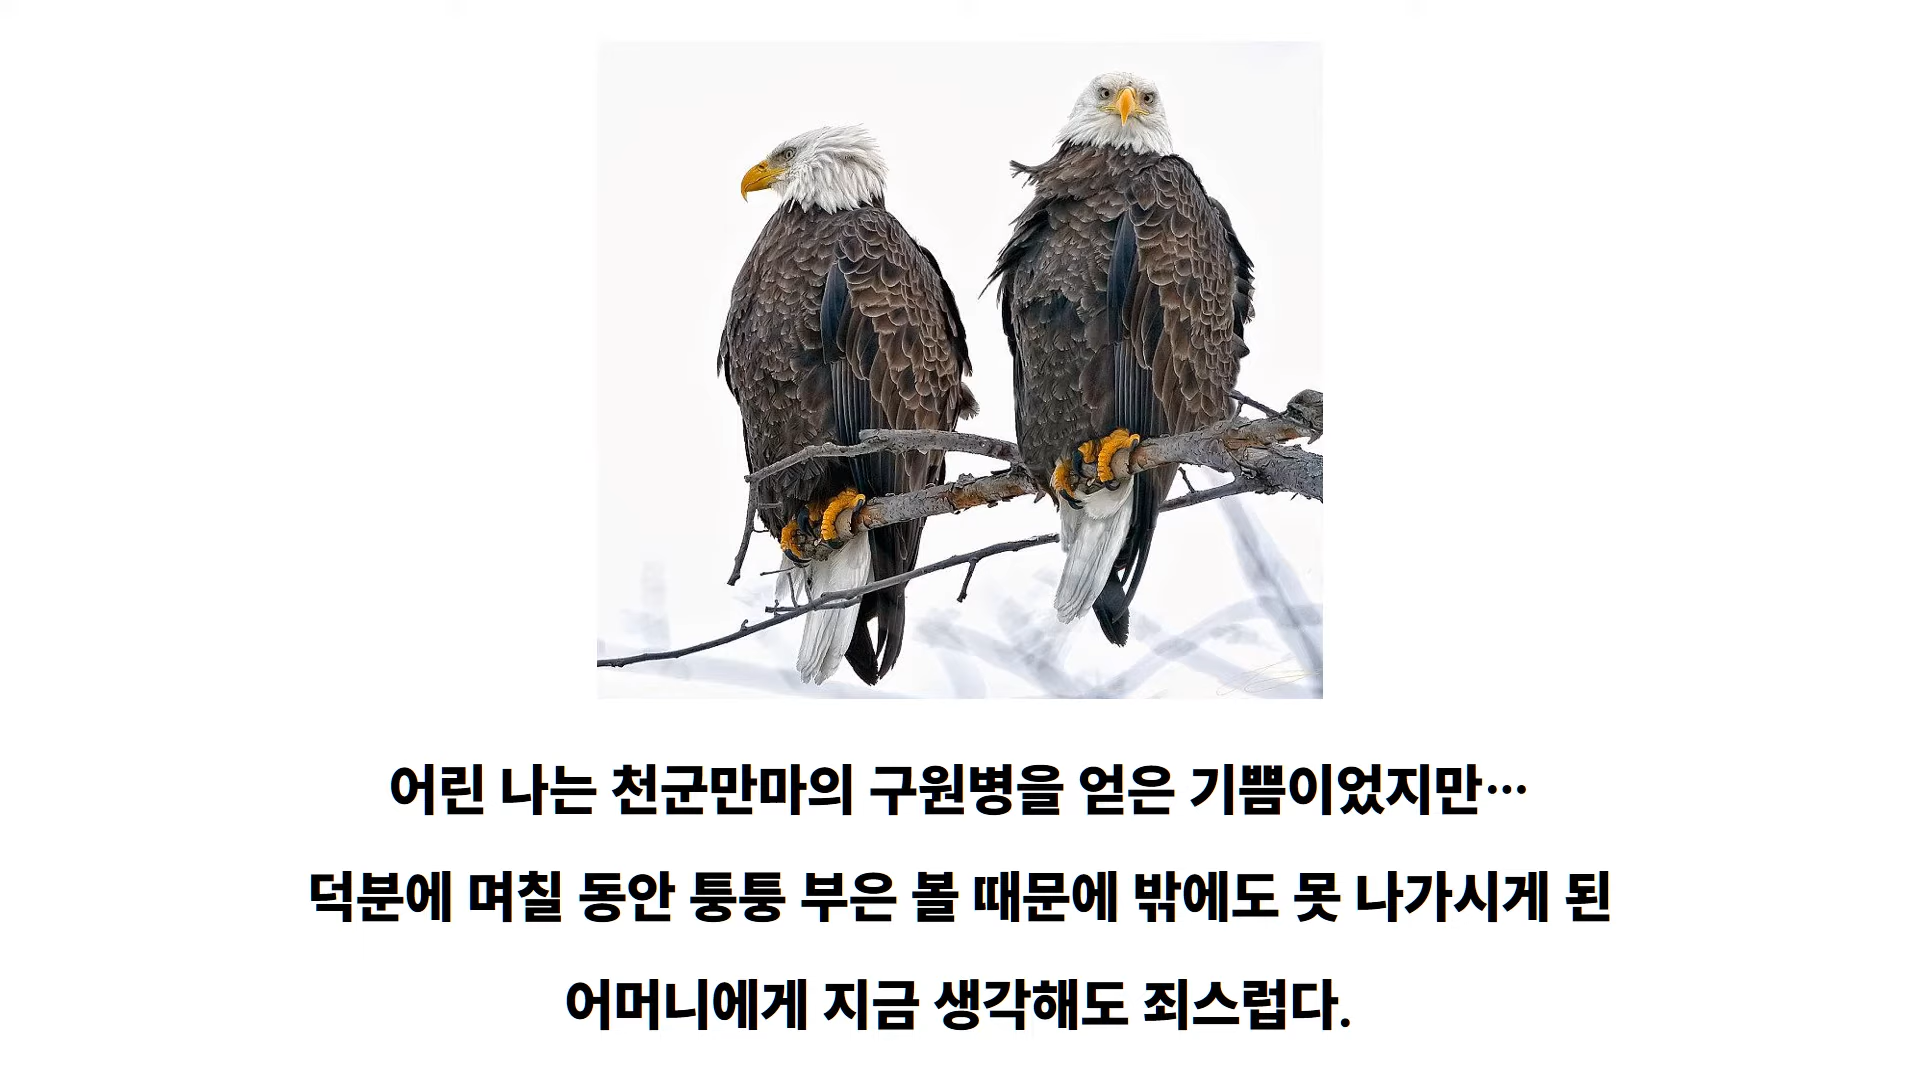 어린 나는 천군만마의 구원병을 얻은 기쁨이었지만…
덕분에 며칠 동안 퉁퉁 부은 볼 때문에 밖에도 못 나가시게 된
어머니에게 지금 생각해도 죄스럽다.